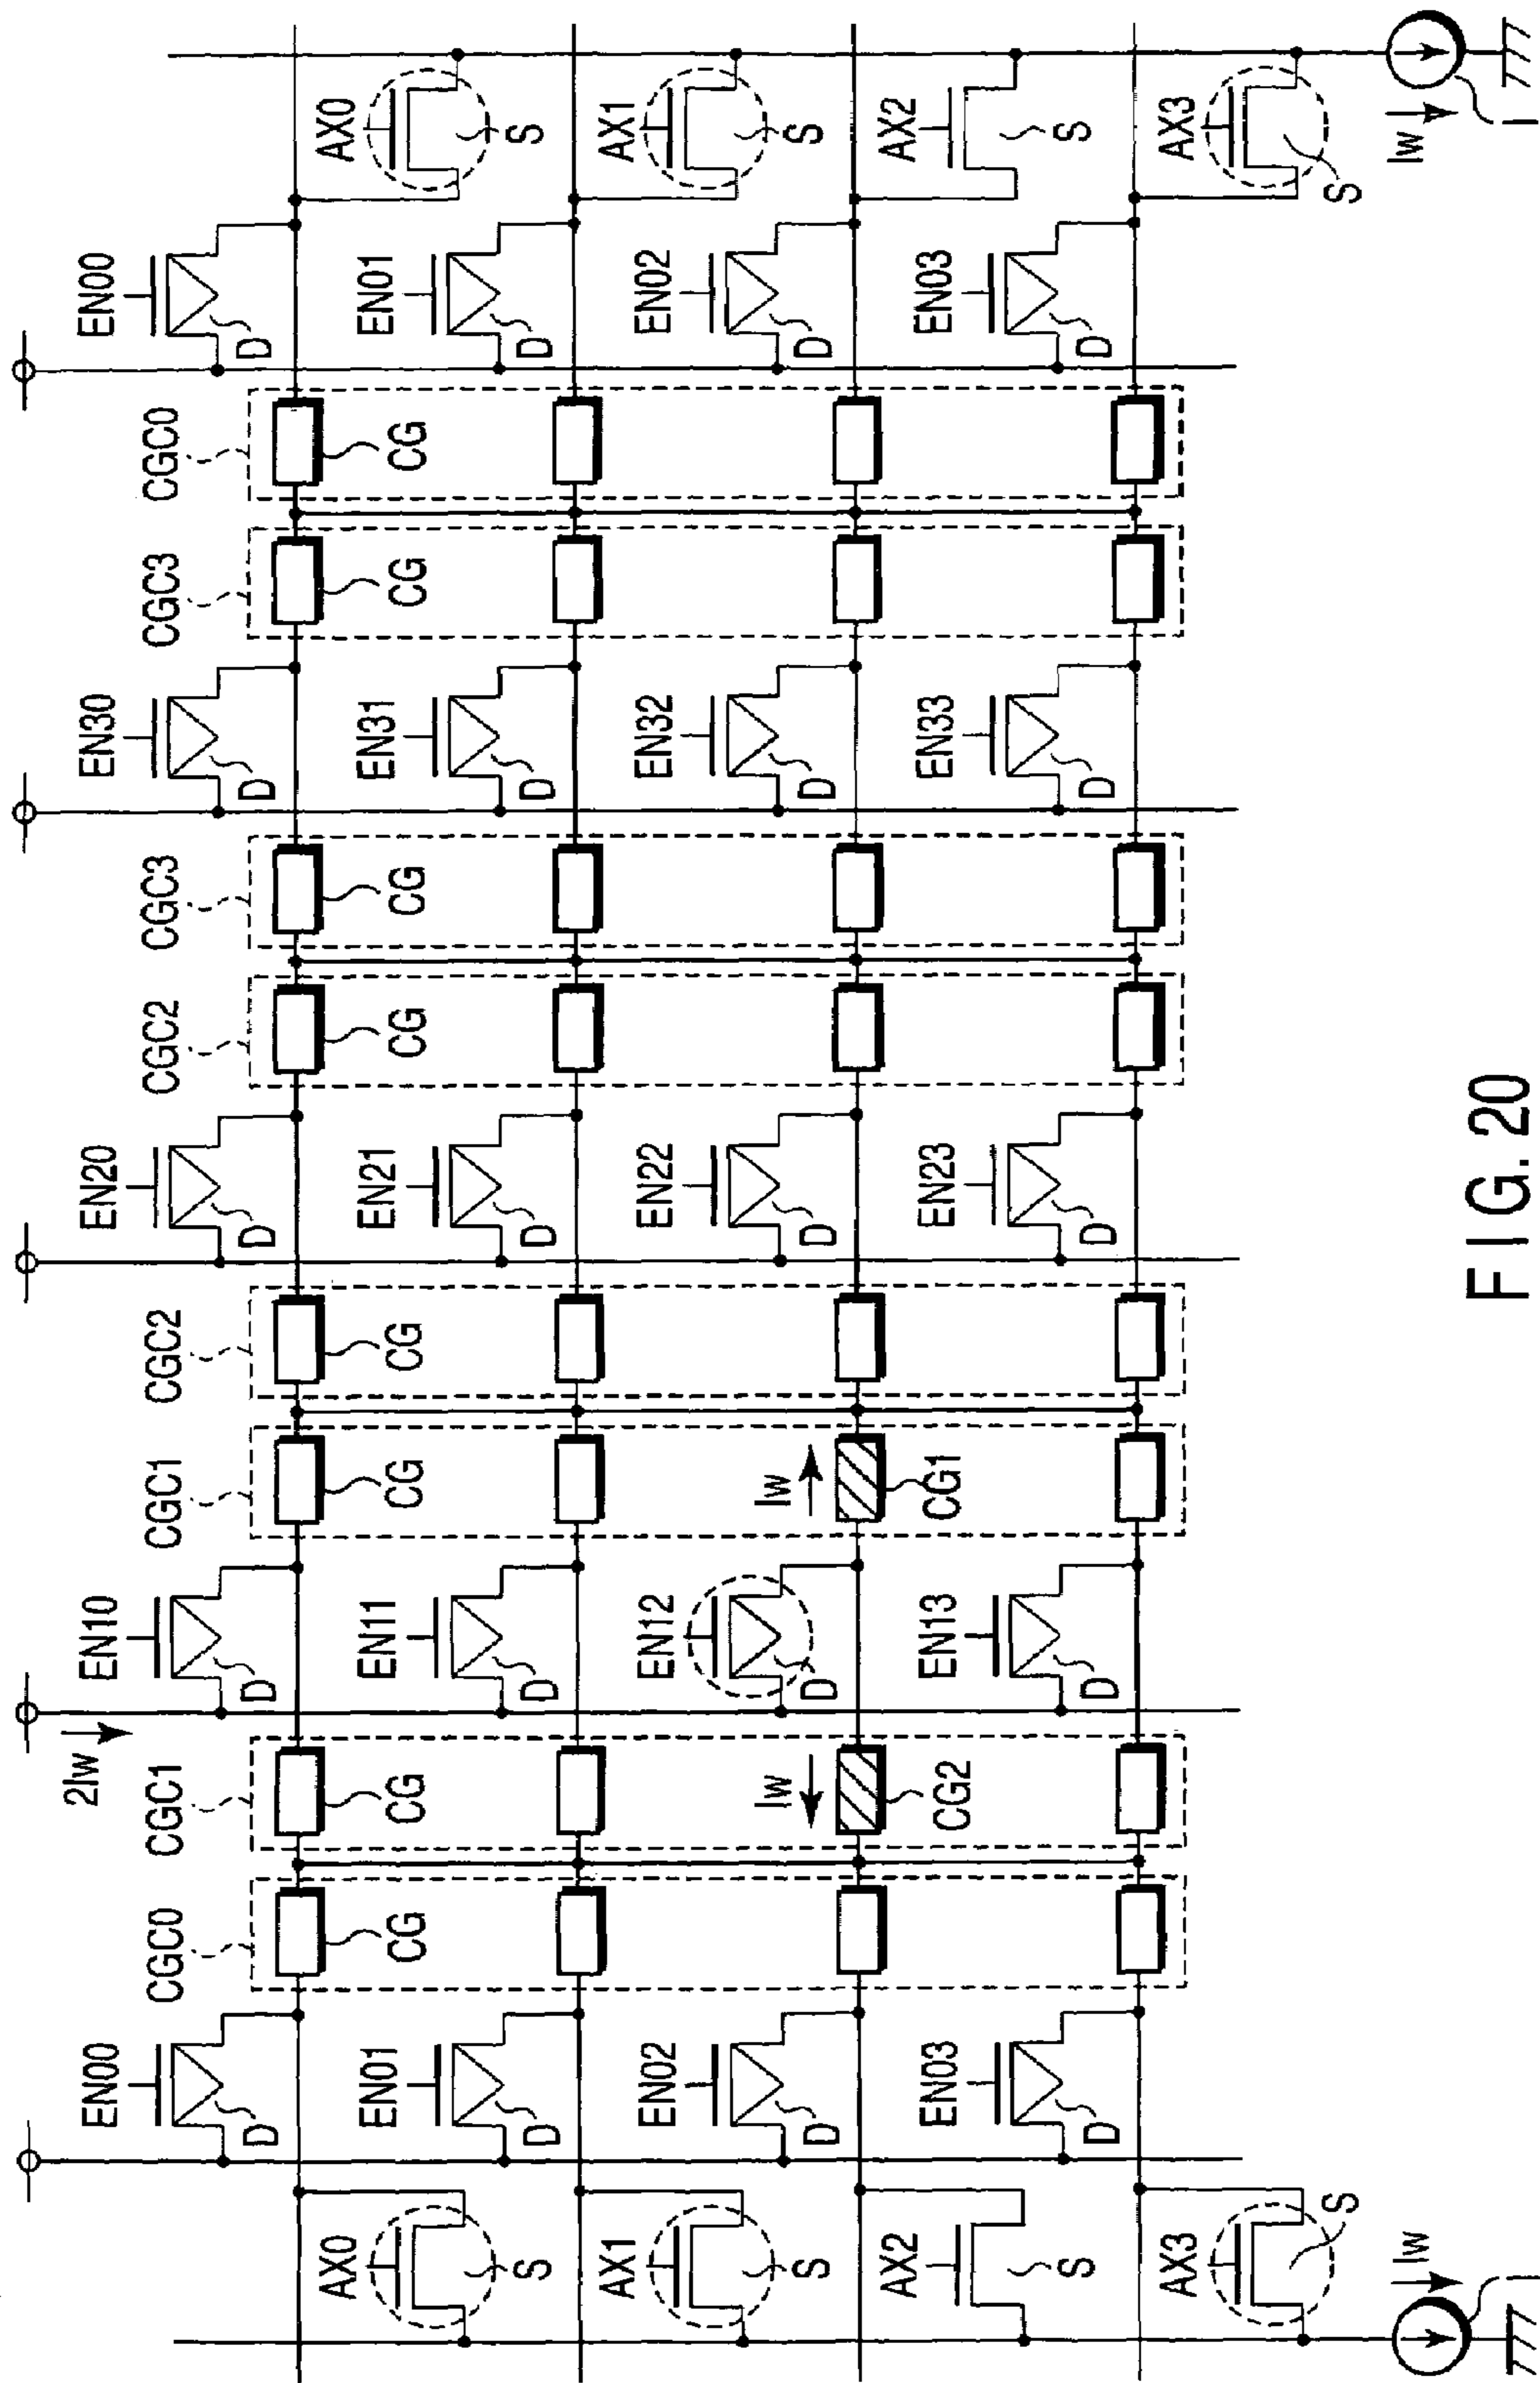 2Iw
EN00 EN10 EN20 EN30 EN00
CGC0 CGC1 CGC1 CGC2 CGC2 CGC3 CGC3 CGC0
D D D D D
AX0 EN01 EN11 EN21 EN31 EN01 AX0
CG CG CG CG CG CG CG CG
S D D D D D S
AX1 EN02 EN12 EN22 EN32 EN02 AX1
Iw Iw
S D D D D D S
AX2 EN03 EN13 EN23 EN33 EN03 AX2
CG2 CG1
S D D D D D S
AX3 AX3
S S
Iw Iw
I I
FIG. 20